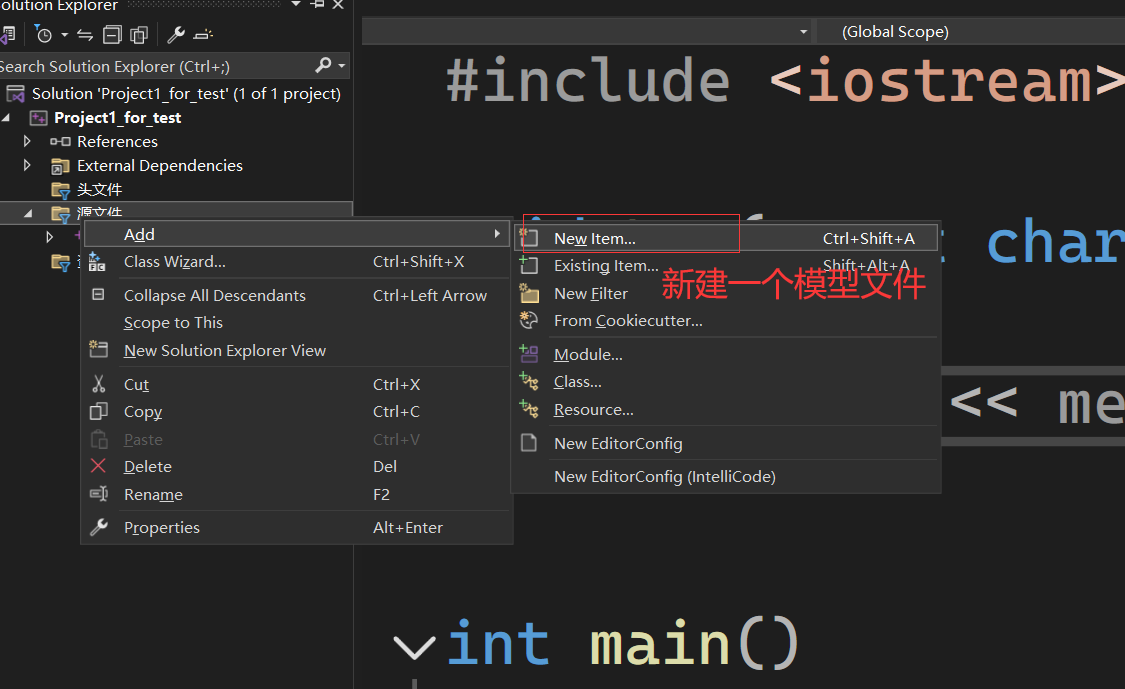 Solution Explorer
Search Solution Explorer (Ctrl+;)
Solution 'Project1_for_test' (1 of 1 project)
Project1_for_test
References
External Dependencies
头文件
源文件
Add
Class Wizard... Ctrl+Shift+X
Collapse All Descendants Ctrl+Left Arrow
Scope to This
New Solution Explorer View
Cut Ctrl+X
Copy Ctrl+C
Paste Ctrl+V
Delete Del
Rename F2
Properties Alt+Enter
New Item... Ctrl+Shift+A
Existing Item... Shift+Alt+A
新建一个模型文件
New Filter
From Cookiecutter...
Module...
Class...
Resource...
New EditorConfig
New EditorConfig (IntelliCode)
(Global Scope)
#include <iostream>
char
<< me
int main()